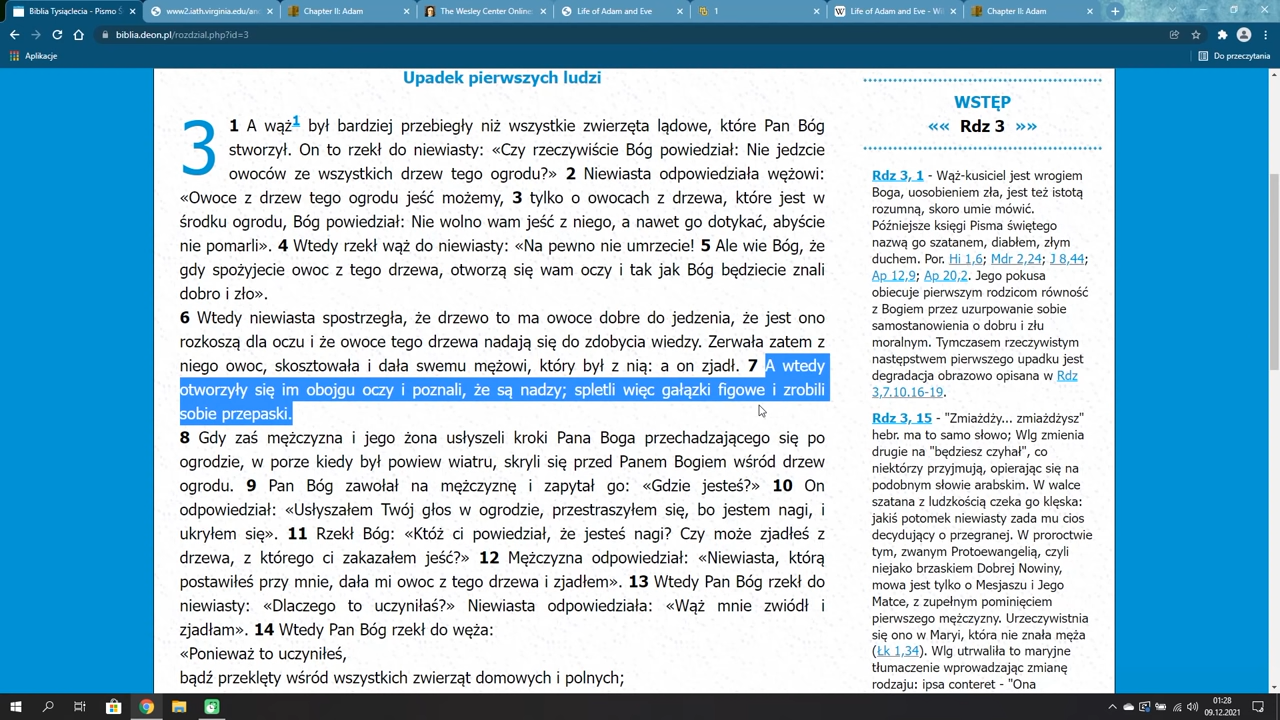 Biblia Tysiąclecia - Pismo Ś
www2.iath.virginia.edu/an
Chapter II: Adam
The Wesley Center Online
Life of Adam and Eve
1
Life of Adam and Eve - Wi
Chapter II: Adam
biblia.deon.pl/rozdzial.php?id=3
Aplikacje
Do przeczytania
Upadek pierwszych ludzi
3
1 A wąż1 był bardziej przebiegły niż wszystkie zwierzęta lądowe, które Pan Bóg
stworzył. On to rzekł do niewiasty: «Czy rzeczywiście Bóg powiedział: Nie jedzcie
owoców ze wszystkich drzew tego ogrodu?» 2 Niewiasta odpowiedziała wężowi:
«Owoce z drzew tego ogrodu jeść możemy, 3 tylko o owocach z drzewa, które jest w
środku ogrodu, Bóg powiedział: Nie wolno wam jeść z niego, a nawet go dotykać, abyście
nie pomarli». 4 Wtedy rzekł wąż do niewiasty: «Na pewno nie umrzecie! 5 Ale wie Bóg, że
gdy spożyjecie owoc z tego drzewa, otworzą się wam oczy i tak jak Bóg będziecie znali
dobro i zło».
6 Wtedy niewiasta spostrzegła, że drzewo to ma owoce dobre do jedzenia, że jest ono
rozkoszą dla oczu i że owoce tego drzewa nadają się do zdobycia wiedzy. Zerwała zatem z
niego owoc, skosztowała i dała swemu mężowi, który był z nią: a on zjadł. 7 A wtedy
otworzyły się im obojgu oczy i poznali, że są nadzy; spletli więc gałązki figowe i zrobili
sobie przepaski.
8 Gdy zaś mężczyzna i jego żona usłyszeli kroki Pana Boga przechadzającego się po
ogrodzie, w porze kiedy był powiew wiatru, skryli się przed Panem Bogiem wśród drzew
ogrodu. 9 Pan Bóg zawołał na mężczyznę i zapytał go: «Gdzie jesteś?» 10 On
odpowiedział: «Usłyszałem Twój głos w ogrodzie, przestraszyłem się, bo jestem nagi, i
ukryłem się». 11 Rzekł Bóg: «Któż ci powiedział, że jesteś nagi? Czy może zjadłeś z
drzewa, z którego ci zakazałem jeść?» 12 Mężczyzna odpowiedział: «Niewiasta, którą
postawiłeś przy mnie, dała mi owoc z tego drzewa i zjadłem». 13 Wtedy Pan Bóg rzekł do
niewiasty: «Dlaczego to uczyniłaś?» Niewiasta odpowiedziała: «Wąż mnie zwiódł i
zjadłam». 14 Wtedy Pan Bóg rzekł do węża:
«Ponieważ to uczyniłeś,
bądź przeklęty wśród wszystkich zwierząt domowych i polnych;
WSTĘP
«« Rdz 3 »»
Rdz 3, 1 - Wąż-kusiciel jest wrogiem
Boga, uosobieniem zła, jest też istotą
rozumną, skoro umie mówić.
Późniejsze księgi Pisma świętego
nazwą go szatanem, diabłem, złym
duchem. Por. Hi 1,6; Mdr 2,24; J 8,44;
Ap 12,9; Ap 20,2. Jego pokusa
obiecuje pierwszym rodzicom równość
z Bogiem przez uzurpowanie sobie
samostanowienia o dobru i złu
moralnym. Tymczasem rzeczywistym
następstwem pierwszego upadku jest
degradacja obrazowo opisana w Rdz
3,7.10.16-19.
Rdz 3, 15 - "Zmiażdży... zmiażdżysz"
hebr. ma to samo słowo; Wlg zmienia
drugie na "będziesz czyhał", co
niektórzy przyjmują, opierając się na
podobnym słowie arabskim. W walce
szatana z ludzkością czeka go klęska:
jakiś potomek niewiasty zada mu cios
decydujący o przegranej. W proroctwie
tym, zwanym Protoewangelią, czyli
niejako brzaskiem Dobrej Nowiny,
mowa jest tylko o Mesjaszu i Jego
Matce, z zupełnym pominięciem
pierwszego mężczyzny. Urzeczywistnia
się ono w Maryi, która nie znała męża
(Łk 1,34). Wlg utrwaliła to maryjne
tłumaczenie wprowadzając zmianę
rodzaju: ipsa conteret - "Ona
01:28
09.12.2021